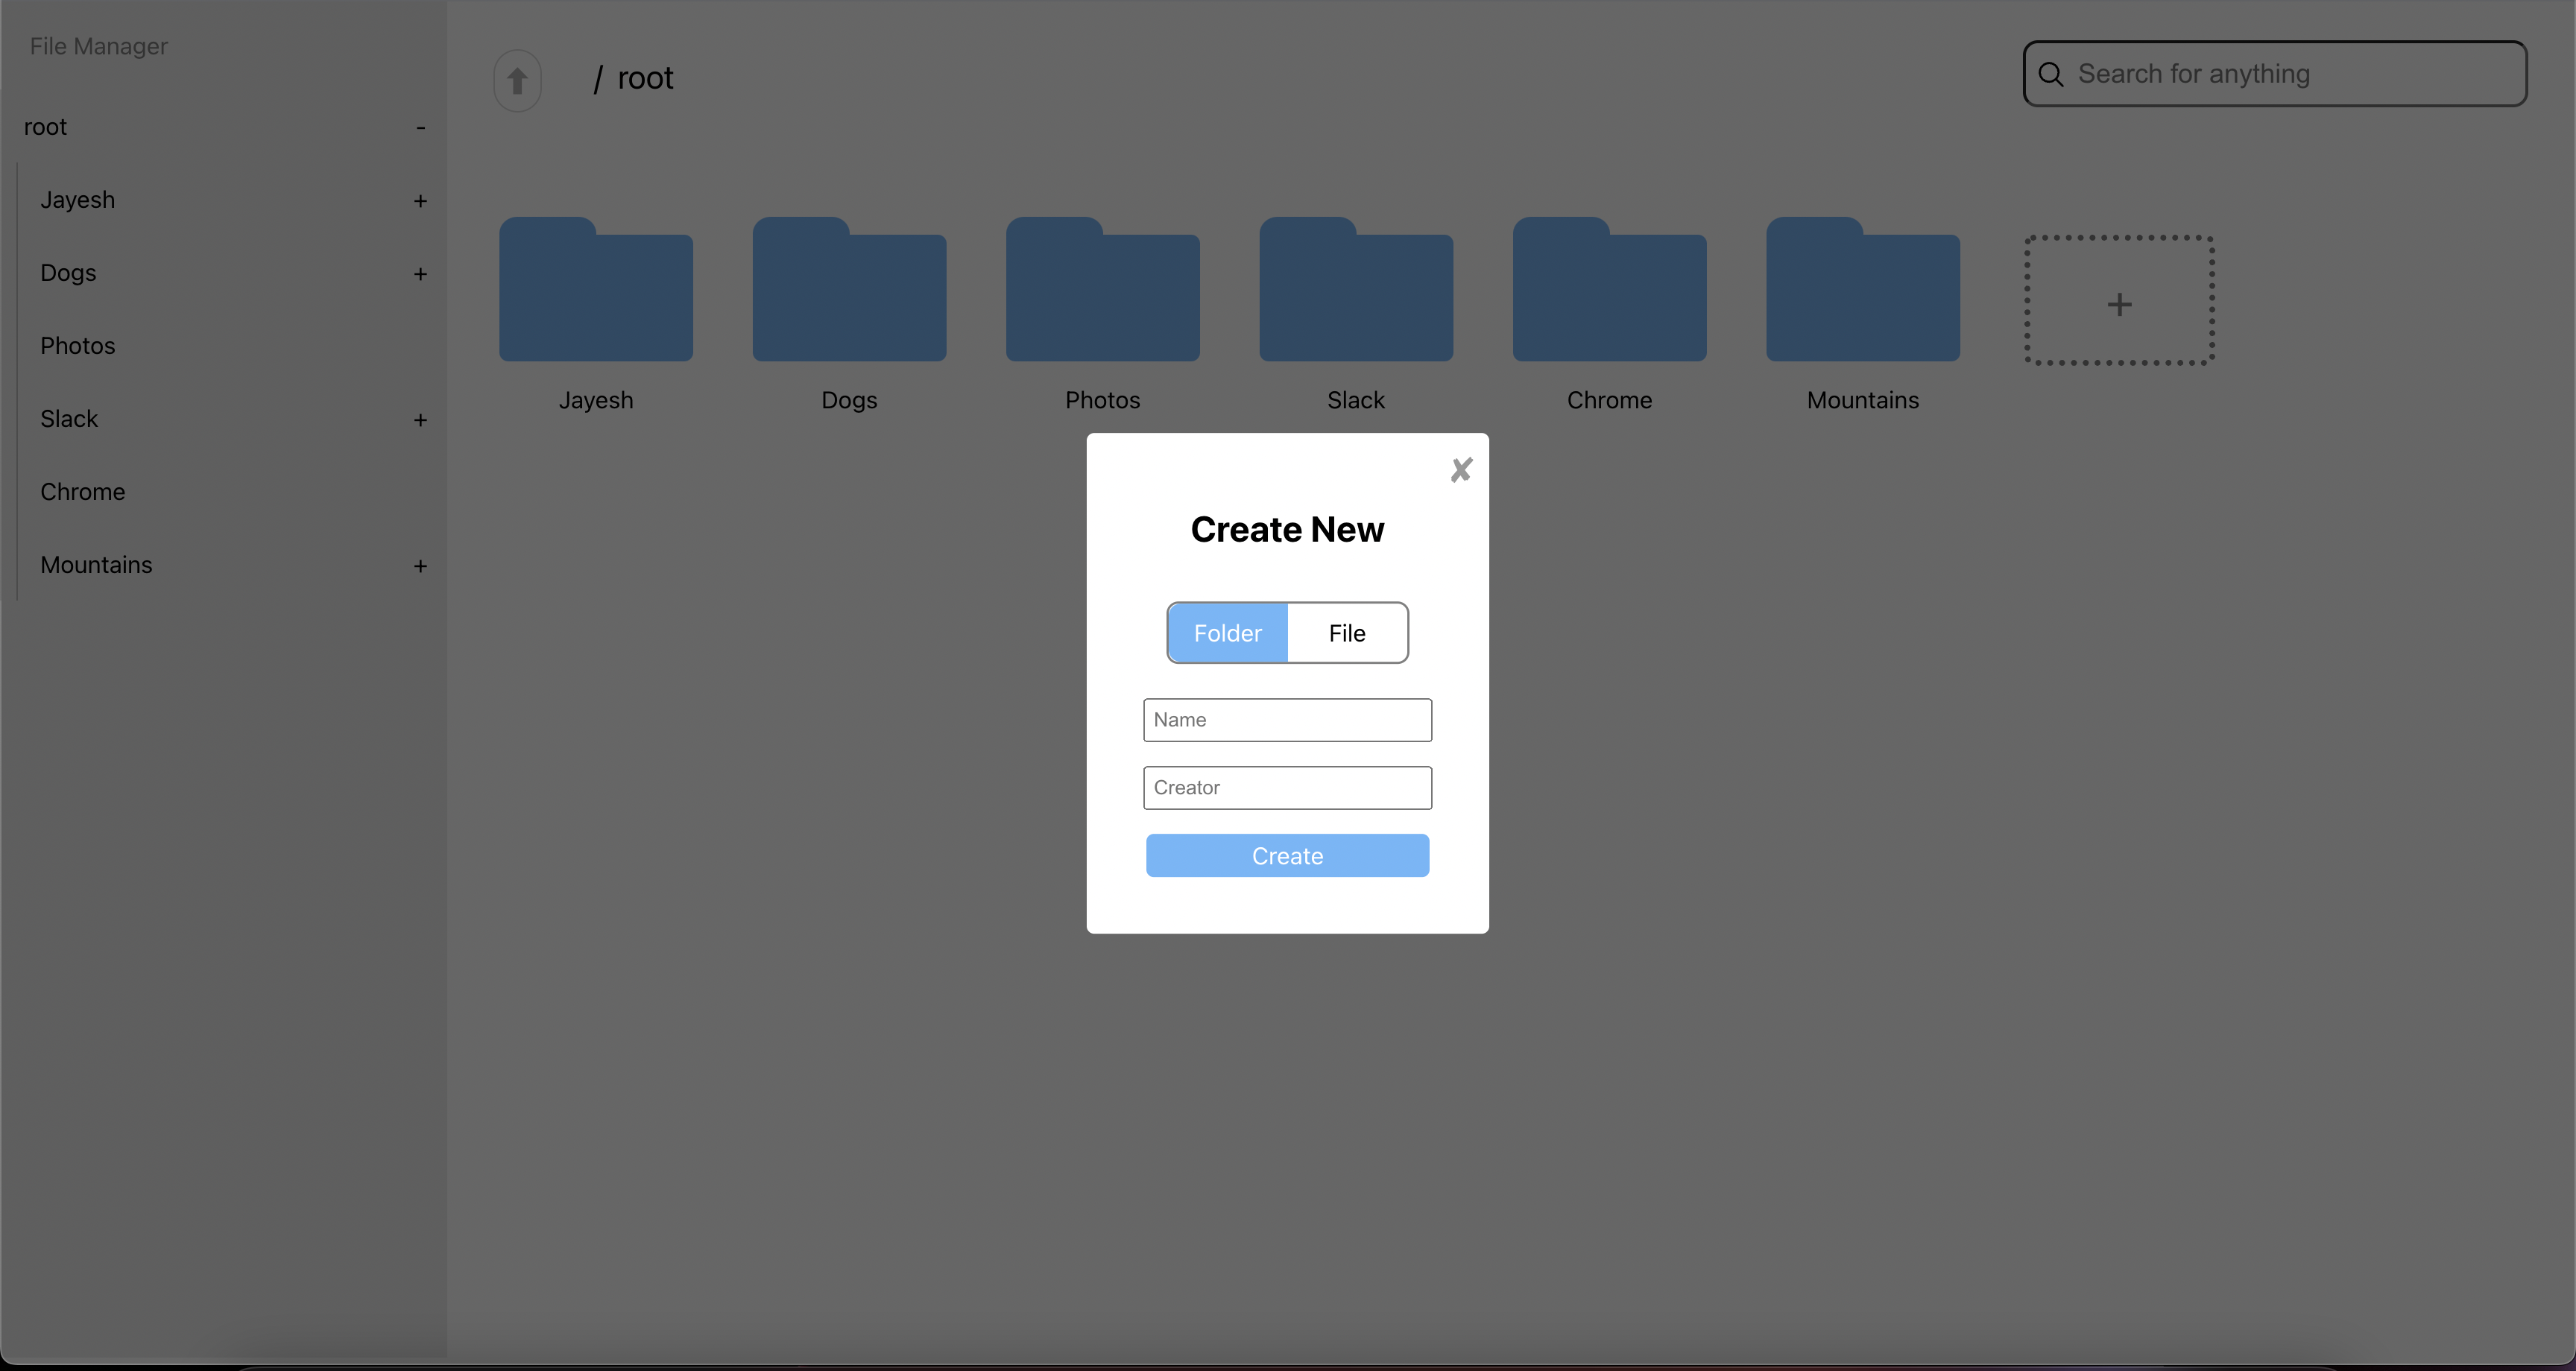 File Manager
root -
Jayesh +
Dogs +
Photos
Slack +
Chrome
Mountains +
/ root
Search for anything
Jayesh Dogs Photos Slack Chrome Mountains
+
✘
Create New
Folder File
Name
Creator
Create